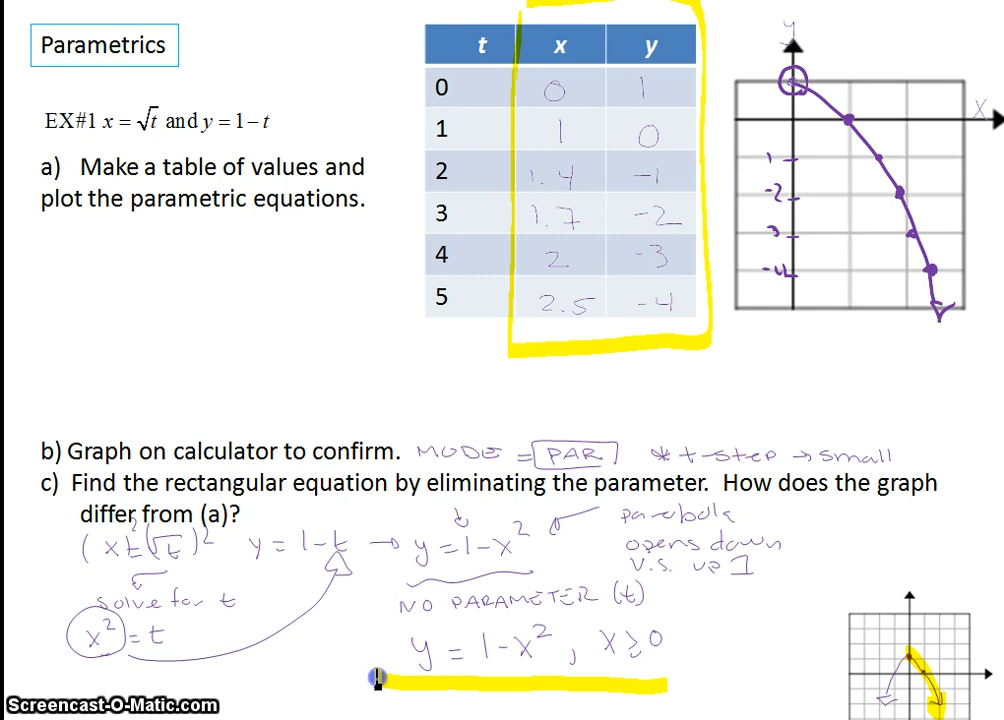 Parametrics
EX#1 x = √t and y = 1 − t
a) Make a table of values and
plot the parametric equations.
t x y
0 0 1
1 1 0
2 1.4 -1
3 1.7 -2
4 2 -3
5 2.5 -4
y
x
1
-2
3
-4
b) Graph on calculator to confirm. MODE = PAR * t-step → small
c) Find the rectangular equation by eliminating the parameter. How does the graph
differ from (a)?
parabola
(x)² = (√t)² y = 1-t → y = 1-x²
opens down
v.s. up 1
solve for t
NO PARAMETER (t)
x² = t
y = 1-x², x ≥ 0
Screencast-O-Matic.com